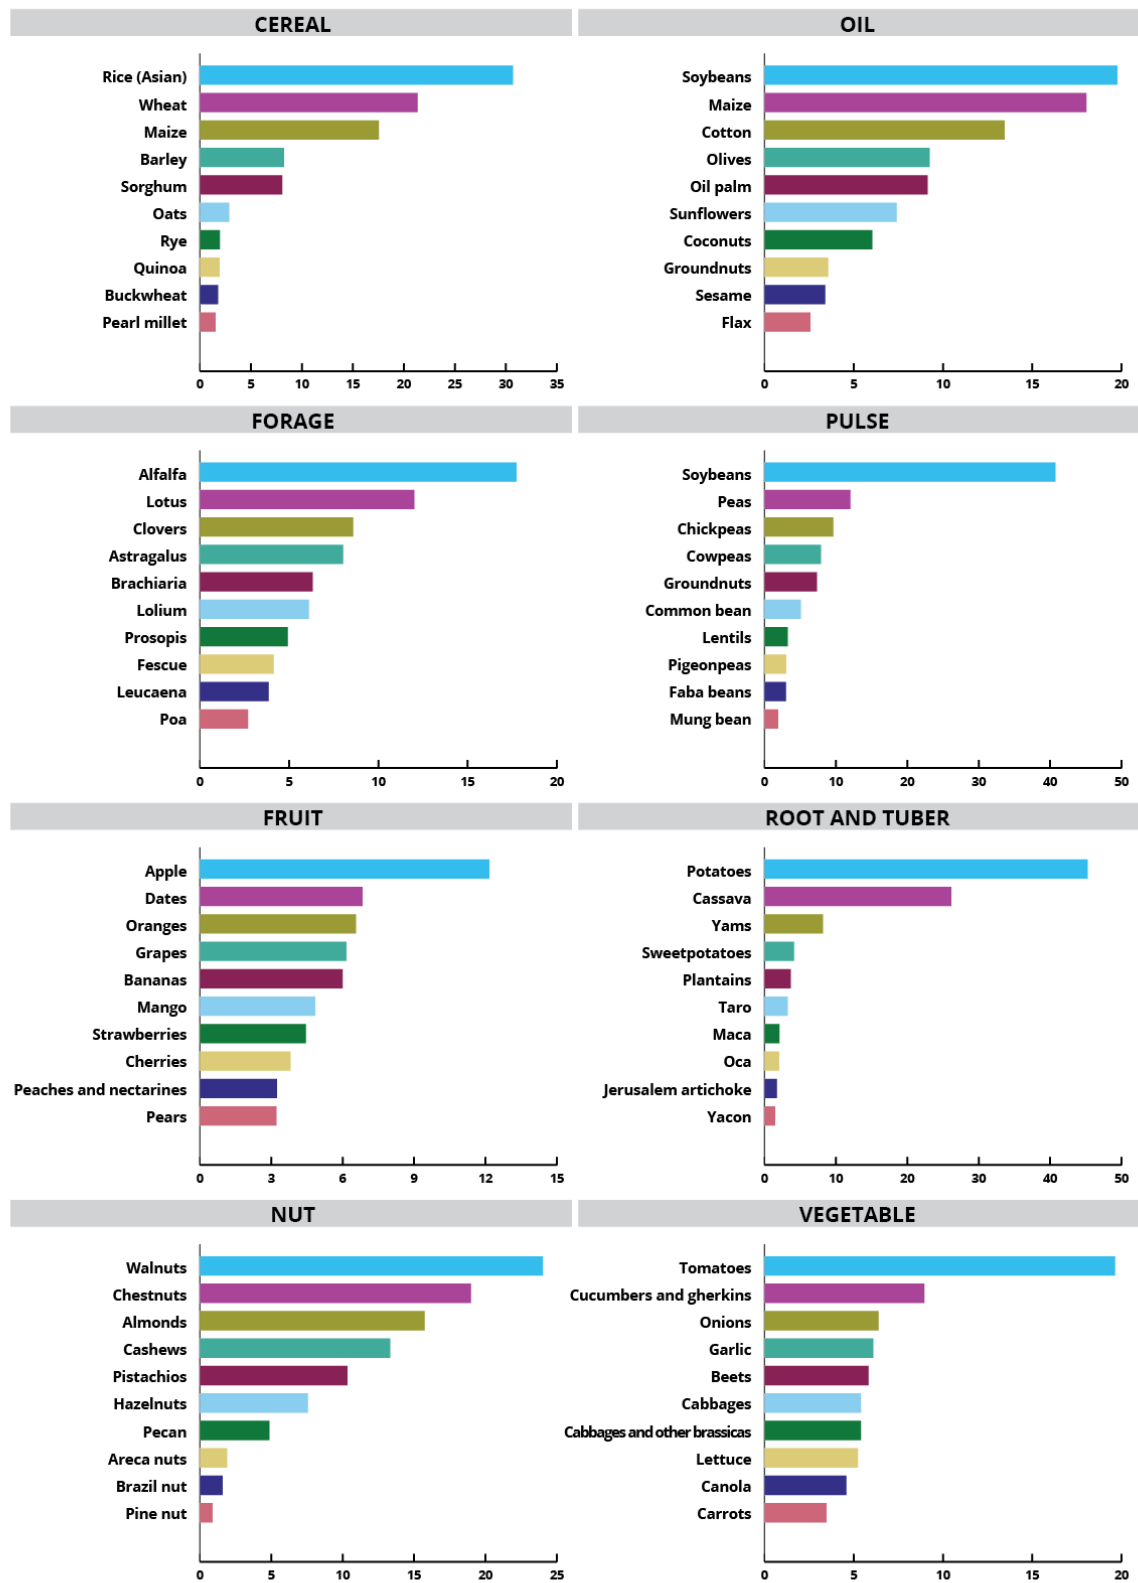 CEREAL
Rice (Asian)
Wheat
Maize
Barley
Sorghum
Oats
Rye
Quinoa
Buckwheat
Pearl millet
0 5 10 15 20 25 30 35
OIL
Soybeans
Maize
Cotton
Olives
Oil palm
Sunflowers
Coconuts
Groundnuts
Sesame
Flax
0 5 10 15 20
FORAGE
Alfalfa
Lotus
Clovers
Astragalus
Brachiaria
Lolium
Prosopis
Fescue
Leucaena
Poa
0 5 10 15 20
PULSE
Soybeans
Peas
Chickpeas
Cowpeas
Groundnuts
Common bean
Lentils
Pigeonpeas
Faba beans
Mung bean
0 10 20 30 40 50
FRUIT
Apple
Dates
Oranges
Grapes
Bananas
Mango
Strawberries
Cherries
Peaches and nectarines
Pears
0 3 6 9 12 15
ROOT AND TUBER
Potatoes
Cassava
Yams
Sweetpotatoes
Plantains
Taro
Maca
Oca
Jerusalem artichoke
Yacon
0 10 20 30 40 50
NUT
Walnuts
Chestnuts
Almonds
Cashews
Pistachios
Hazelnuts
Pecan
Areca nuts
Brazil nut
Pine nut
0 5 10 15 20 25
VEGETABLE
Tomatoes
Cucumbers and gherkins
Onions
Garlic
Beets
Cabbages
Cabbages and other brassicas
Lettuce
Canola
Carrots
0 5 10 15 20